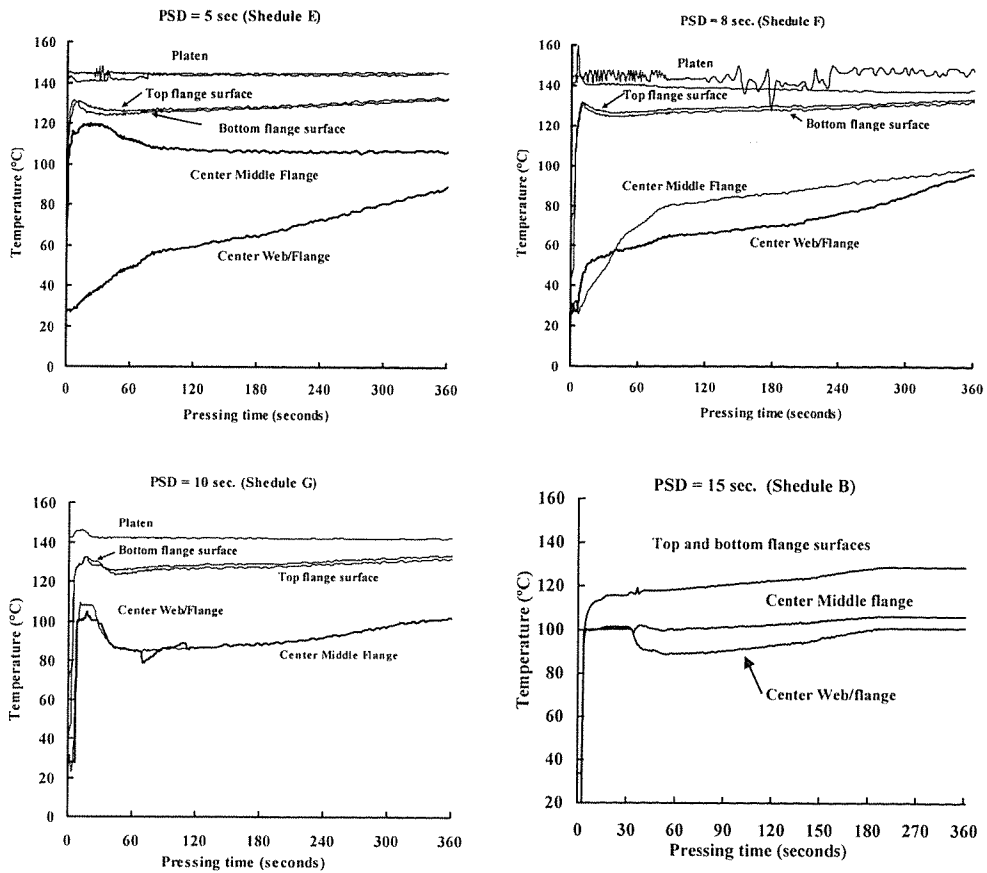 PSD = 5 sec (Shedule E)
160
140
120
100
80
60
40
20
0
Temperature (°C)
Platen
Top flange surface
Bottom flange surface
Center Middle Flange
Center Web/Flange
0 60 120 180 240 300 360
Pressing time (seconds)
PSD = 8 sec. (Shedule F)
160
140
120
100
80
60
40
20
0
Temperature (°C)
Platen
Top flange surface
Bottom flange surface
Center Middle Flange
Center Web/Flange
0 60 120 180 240 300 360
Pressing time (seconds)
PSD = 10 sec. (Shedule G)
160
140
120
100
80
60
40
20
0
Temperature (°C)
Platen
Bottom flange surface
Top flange surface
Center Web/Flange
Center Middle Flange
0 60 120 180 240 300 360
Pressing time (seconds)
PSD = 15 sec. (Shedule B)
160
140
120
100
80
60
40
20
Temperature (°C)
Top and bottom flange surfaces
Center Middle flange
Center Web/flange
0 30 60 90 120 150 180 270 360
Pressing time (seconds)